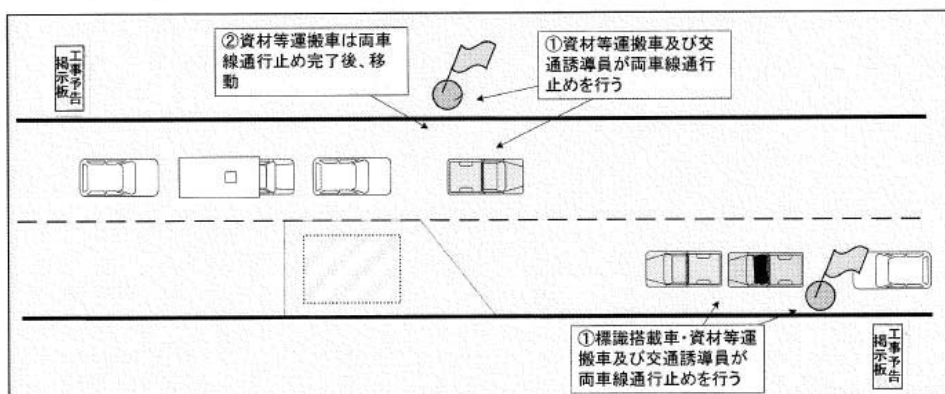 工事予告
掲示板
②資材等運搬車は両車
線通行止め完了後、移
動
①資材等運搬車及び交
通誘導員が両車線通行
止めを行う
①標識搭載車・資材等運
搬車及び交通誘導員が
両車線通行止めを行う
工事予告
掲示板